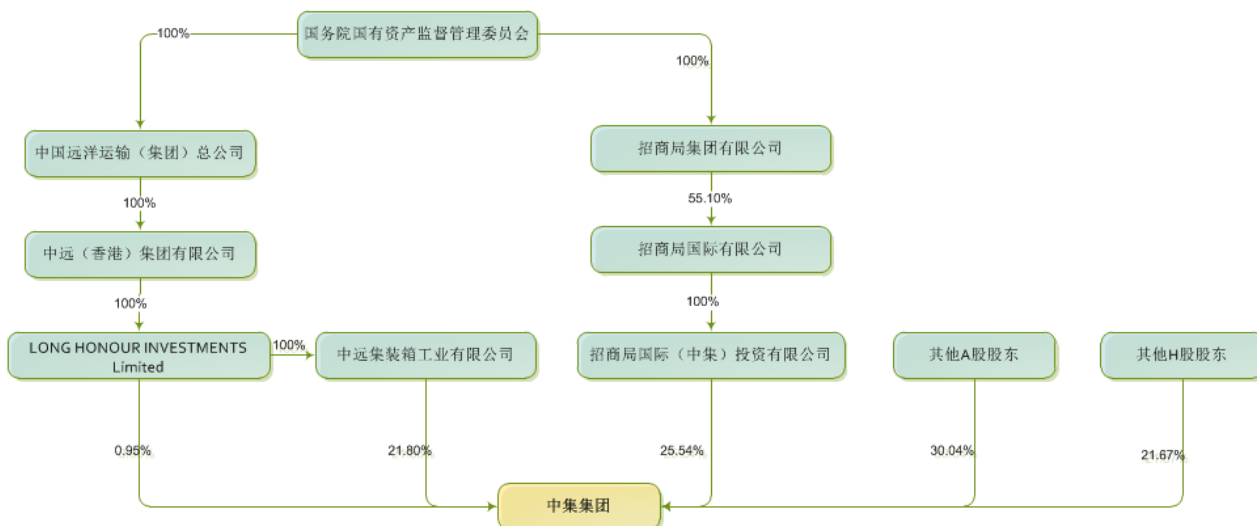 国务院国有资产监督管理委员会
100%
100%
中国远洋运输（集团）总公司
招商局集团有限公司
100%
55.10%
中远（香港）集团有限公司
招商局国际有限公司
100%
100%
LONG HONOUR INVESTMENTS
Limited
100%
中远集装箱工业有限公司
招商局国际（中集）投资有限公司
其他A股股东
其他H股股东
0.95%
21.80%
25.54%
30.04%
21.67%
中集集团